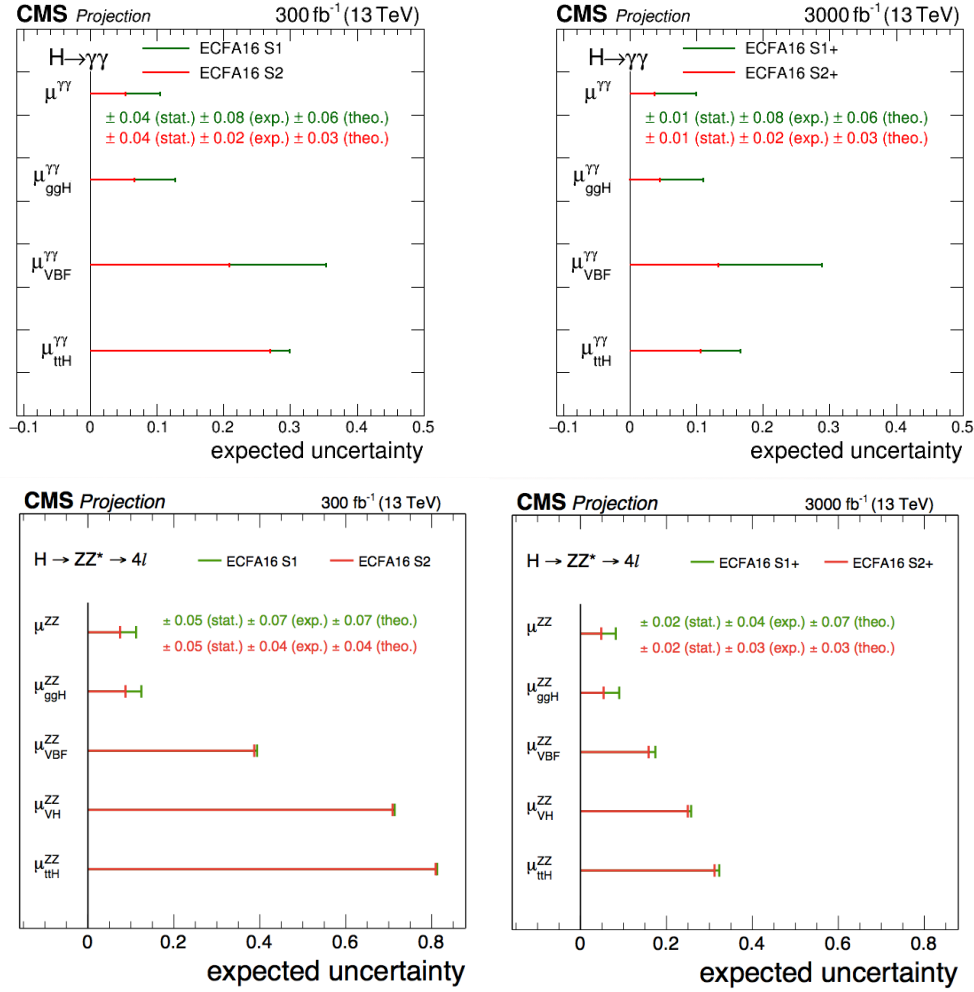 CMS Projection 300 fb⁻¹ (13 TeV)
H→γγ
ECFA16 S1
ECFA16 S2
μ^γγ
± 0.04 (stat.) ± 0.08 (exp.) ± 0.06 (theo.)
± 0.04 (stat.) ± 0.02 (exp.) ± 0.03 (theo.)
μ^γγ_ggH
μ^γγ_VBF
μ^γγ_ttH
−0.1 0 0.1 0.2 0.3 0.4 0.5
expected uncertainty
CMS Projection 3000 fb⁻¹ (13 TeV)
H→γγ
ECFA16 S1+
ECFA16 S2+
μ^γγ
± 0.01 (stat.) ± 0.08 (exp.) ± 0.06 (theo.)
± 0.01 (stat.) ± 0.02 (exp.) ± 0.03 (theo.)
μ^γγ_ggH
μ^γγ_VBF
μ^γγ_ttH
−0.1 0 0.1 0.2 0.3 0.4 0.5
expected uncertainty
CMS Projection 300 fb⁻¹ (13 TeV)
H → ZZ* → 4l ECFA16 S1 ECFA16 S2
μ^ZZ
± 0.05 (stat.) ± 0.07 (exp.) ± 0.07 (theo.)
± 0.05 (stat.) ± 0.04 (exp.) ± 0.04 (theo.)
μ^ZZ_ggH
μ^ZZ_VBF
μ^ZZ_VH
μ^ZZ_ttH
0 0.2 0.4 0.6 0.8
expected uncertainty
CMS Projection 3000 fb⁻¹ (13 TeV)
H → ZZ* → 4l ECFA16 S1+ ECFA16 S2+
μ^ZZ
± 0.02 (stat.) ± 0.04 (exp.) ± 0.07 (theo.)
± 0.02 (stat.) ± 0.03 (exp.) ± 0.03 (theo.)
μ^ZZ_ggH
μ^ZZ_VBF
μ^ZZ_VH
μ^ZZ_ttH
0 0.2 0.4 0.6 0.8
expected uncertainty